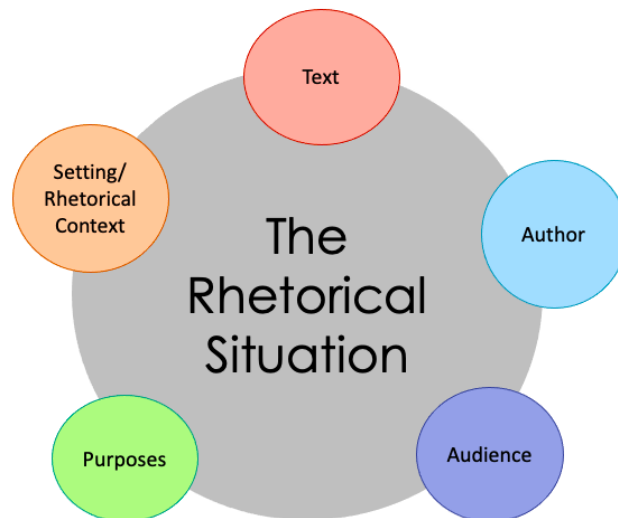 Text
Setting/
Rhetorical
Context
Author
The
Rhetorical
Situation
Purposes
Audience